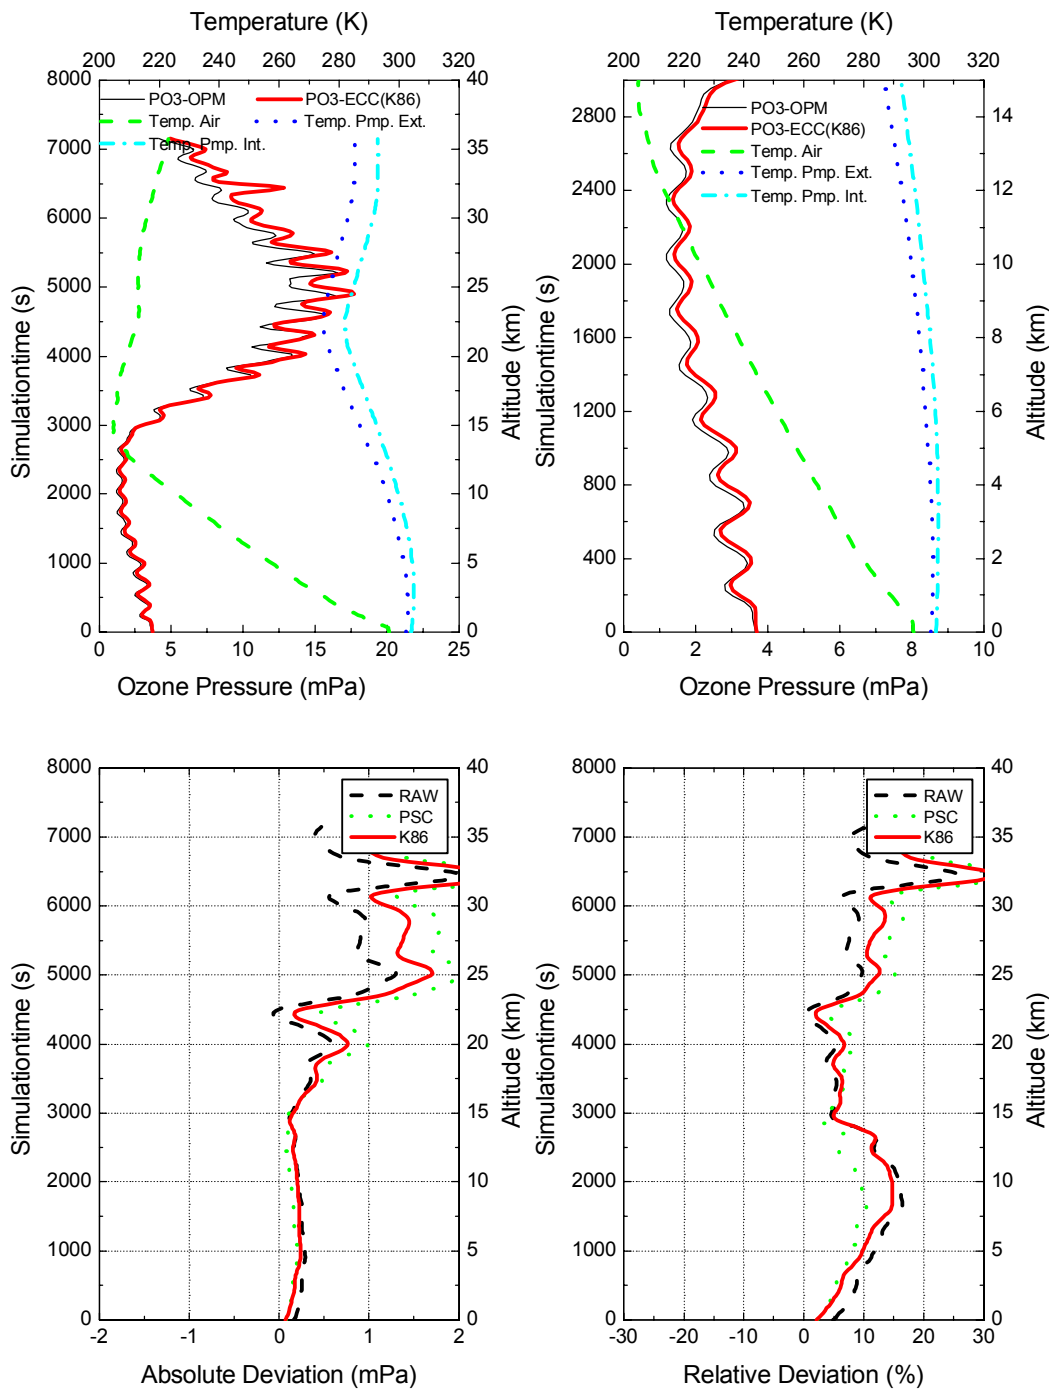 Temperature (K)
200 220 240 260 280 300 320
8000 7000 6000 5000 4000 3000 2000 1000 0
Simulationtime (s)
PO3-OPM PO3-ECC(K86)
Temp. Air Temp. Pmp. Ext.
Temp. Pmp. Int.
40 35 30 25 20 15 10 5 0
Altitude (km)
0 5 10 15 20 25
Ozone Pressure (mPa)
Temperature (K)
200 220 240 260 280 300 320
2800 2400 2000 1600 1200 800 400 0
Simulationtime (s)
PO3-OPM
PO3-ECC(K86)
Temp. Air
Temp. Pmp. Ext.
Temp. Pmp. Int.
14 12 10 8 6 4 2 0
Altitude (km)
0 2 4 6 8 10
Ozone Pressure (mPa)
8000 7000 6000 5000 4000 3000 2000 1000 0
Simulationtime (s)
RAW
PSC
K86
40 35 30 25 20 15 10 5 0
Altitude (km)
-2 -1 0 1 2
Absolute Deviation (mPa)
8000 7000 6000 5000 4000 3000 2000 1000 0
Simulationtime (s)
RAW
PSC
K86
40 35 30 25 20 15 10 5 0
Altitude (km)
-30 -20 -10 0 10 20 30
Relative Deviation (%)